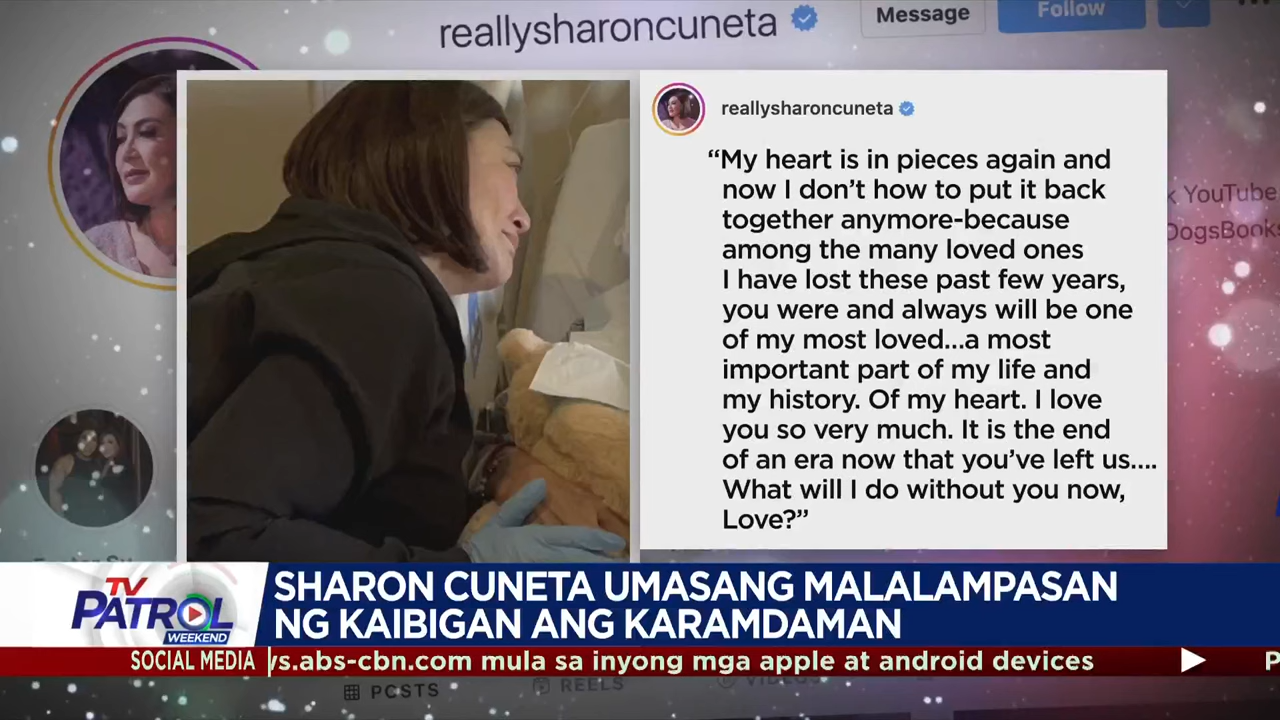 reallysharoncuneta
Message
Follow
reallysharoncuneta
“My heart is in pieces again and
now I don’t how to put it back
together anymore-because
among the many loved ones
I have lost these past few years,
you were and always will be one
of my most loved...a most
important part of my life and
my history. Of my heart. I love
you so very much. It is the end
of an era now that you’ve left us....
What will I do without you now,
Love?”
YouTube
DogsBooks
TV
PATROL
WEEKEND
SHARON CUNETA UMASANG MALALAMPASAN
NG KAIBIGAN ANG KARAMDAMAN
SOCIAL MEDIA
vs.abs-cbn.com mula sa inyong mga apple at android devices
P
POSTS
REELS
VIDEOS